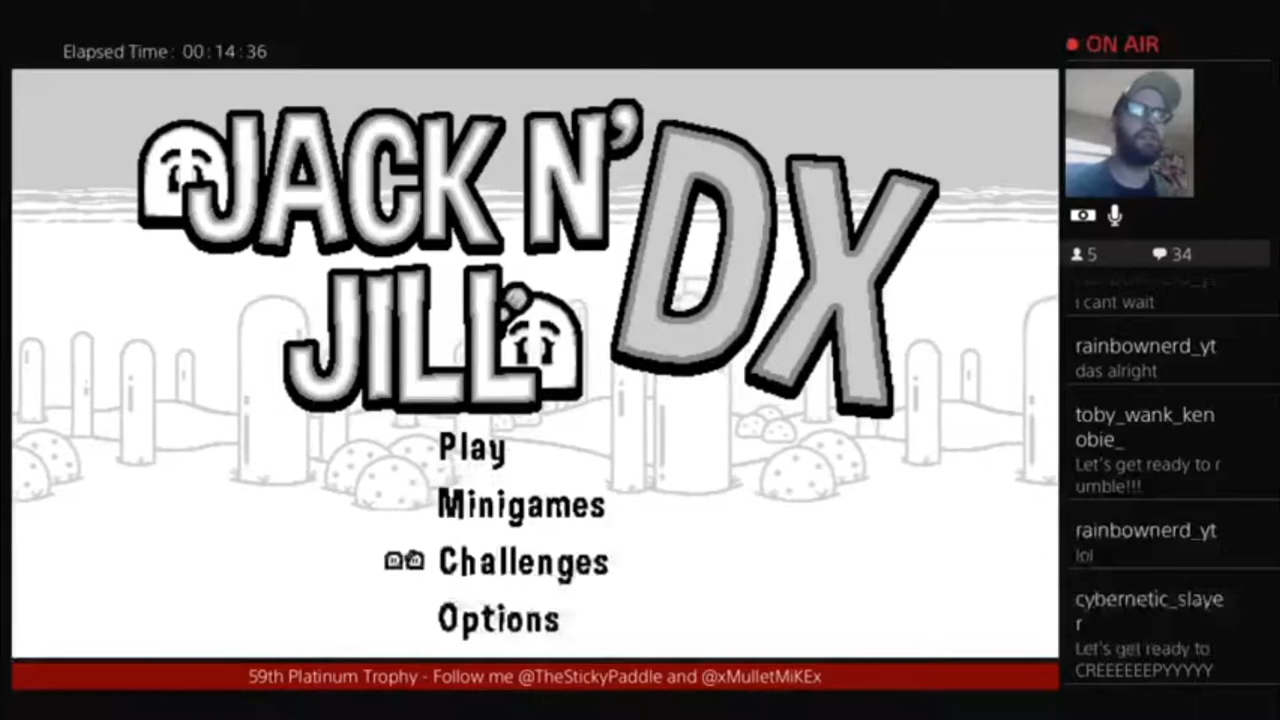 Elapsed Time: 00:14:36
ON AIR
JACK N' DX
JILL
Play
Minigames
Challenges
Options
59th Platinum Trophy - Follow me @TheStickyPaddle and @xMulletMiKEx
5 34
i cant wait
rainbownerd_yt
das alright
toby_wank_ken
obie_
Let's get ready to r
umble!!!
rainbownerd_yt
lol
cybernetic_slaye
r
Let's get ready to
CREEEEEEPYYYYY